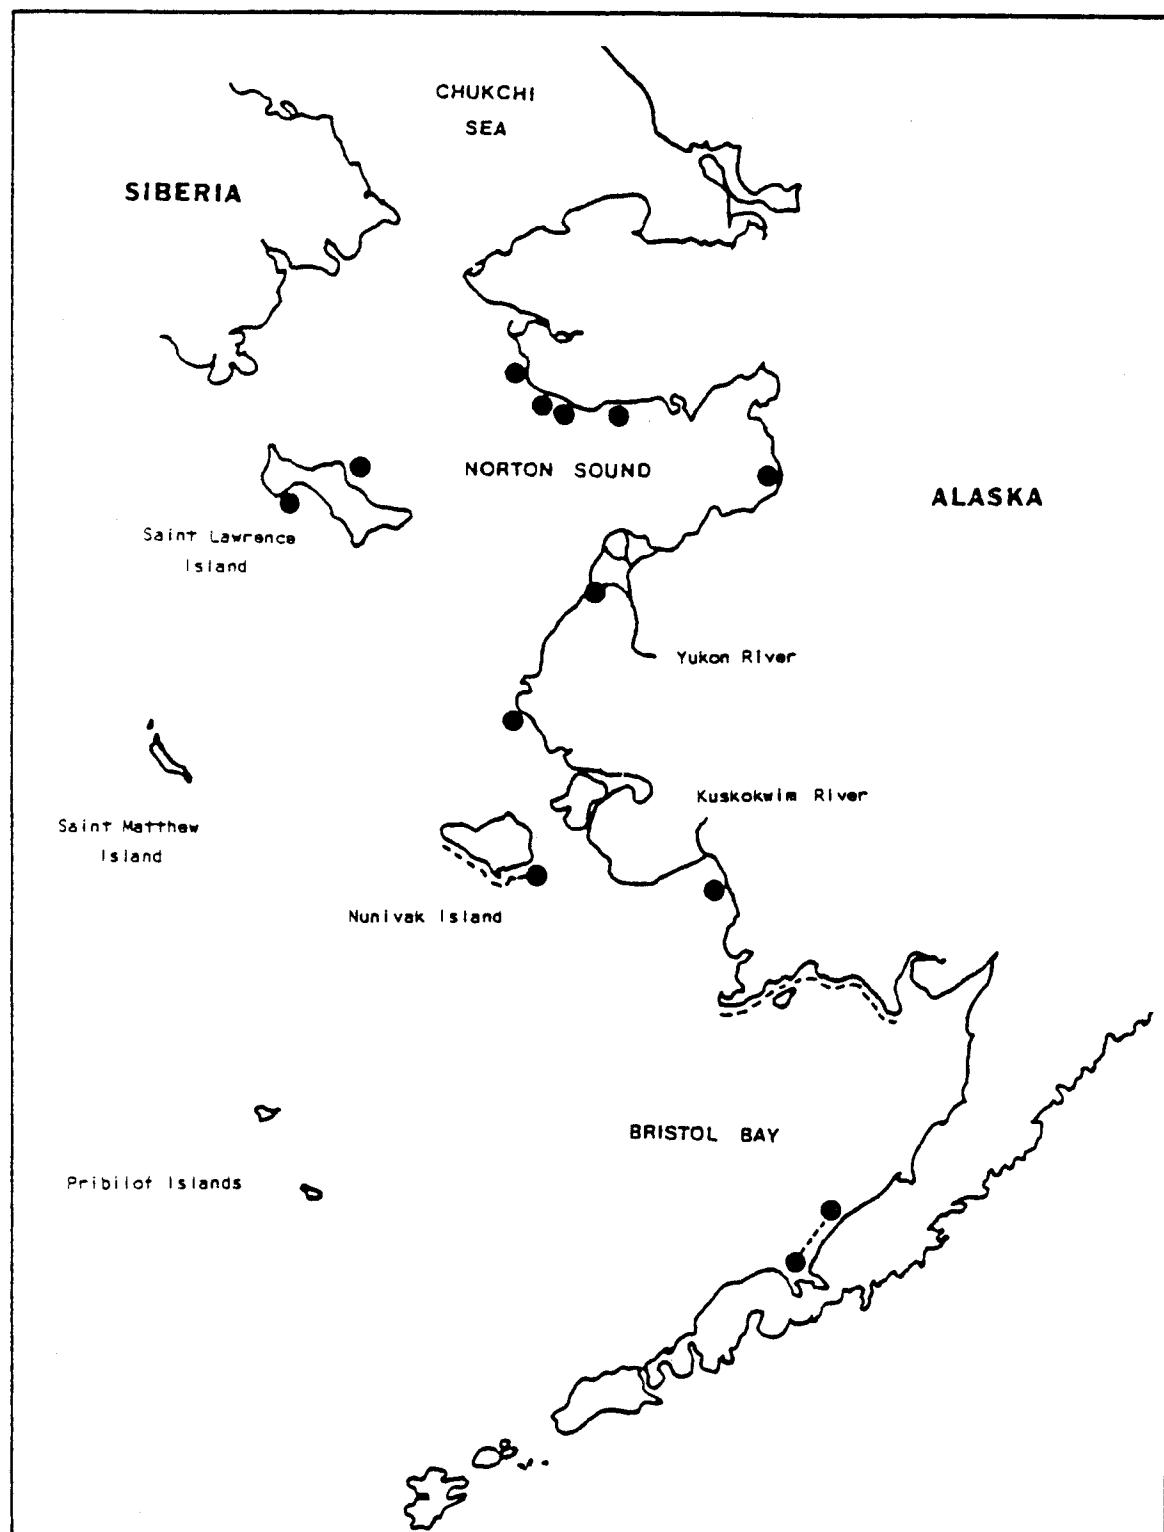 CHUKCHI
SEA
SIBERIA
NORTON SOUND
ALASKA
Saint Lawrence
Island
Yukon River
Kuskokwim River
Saint Matthew
Island
Nunivak Island
BRISTOL BAY
Pribilof Islands